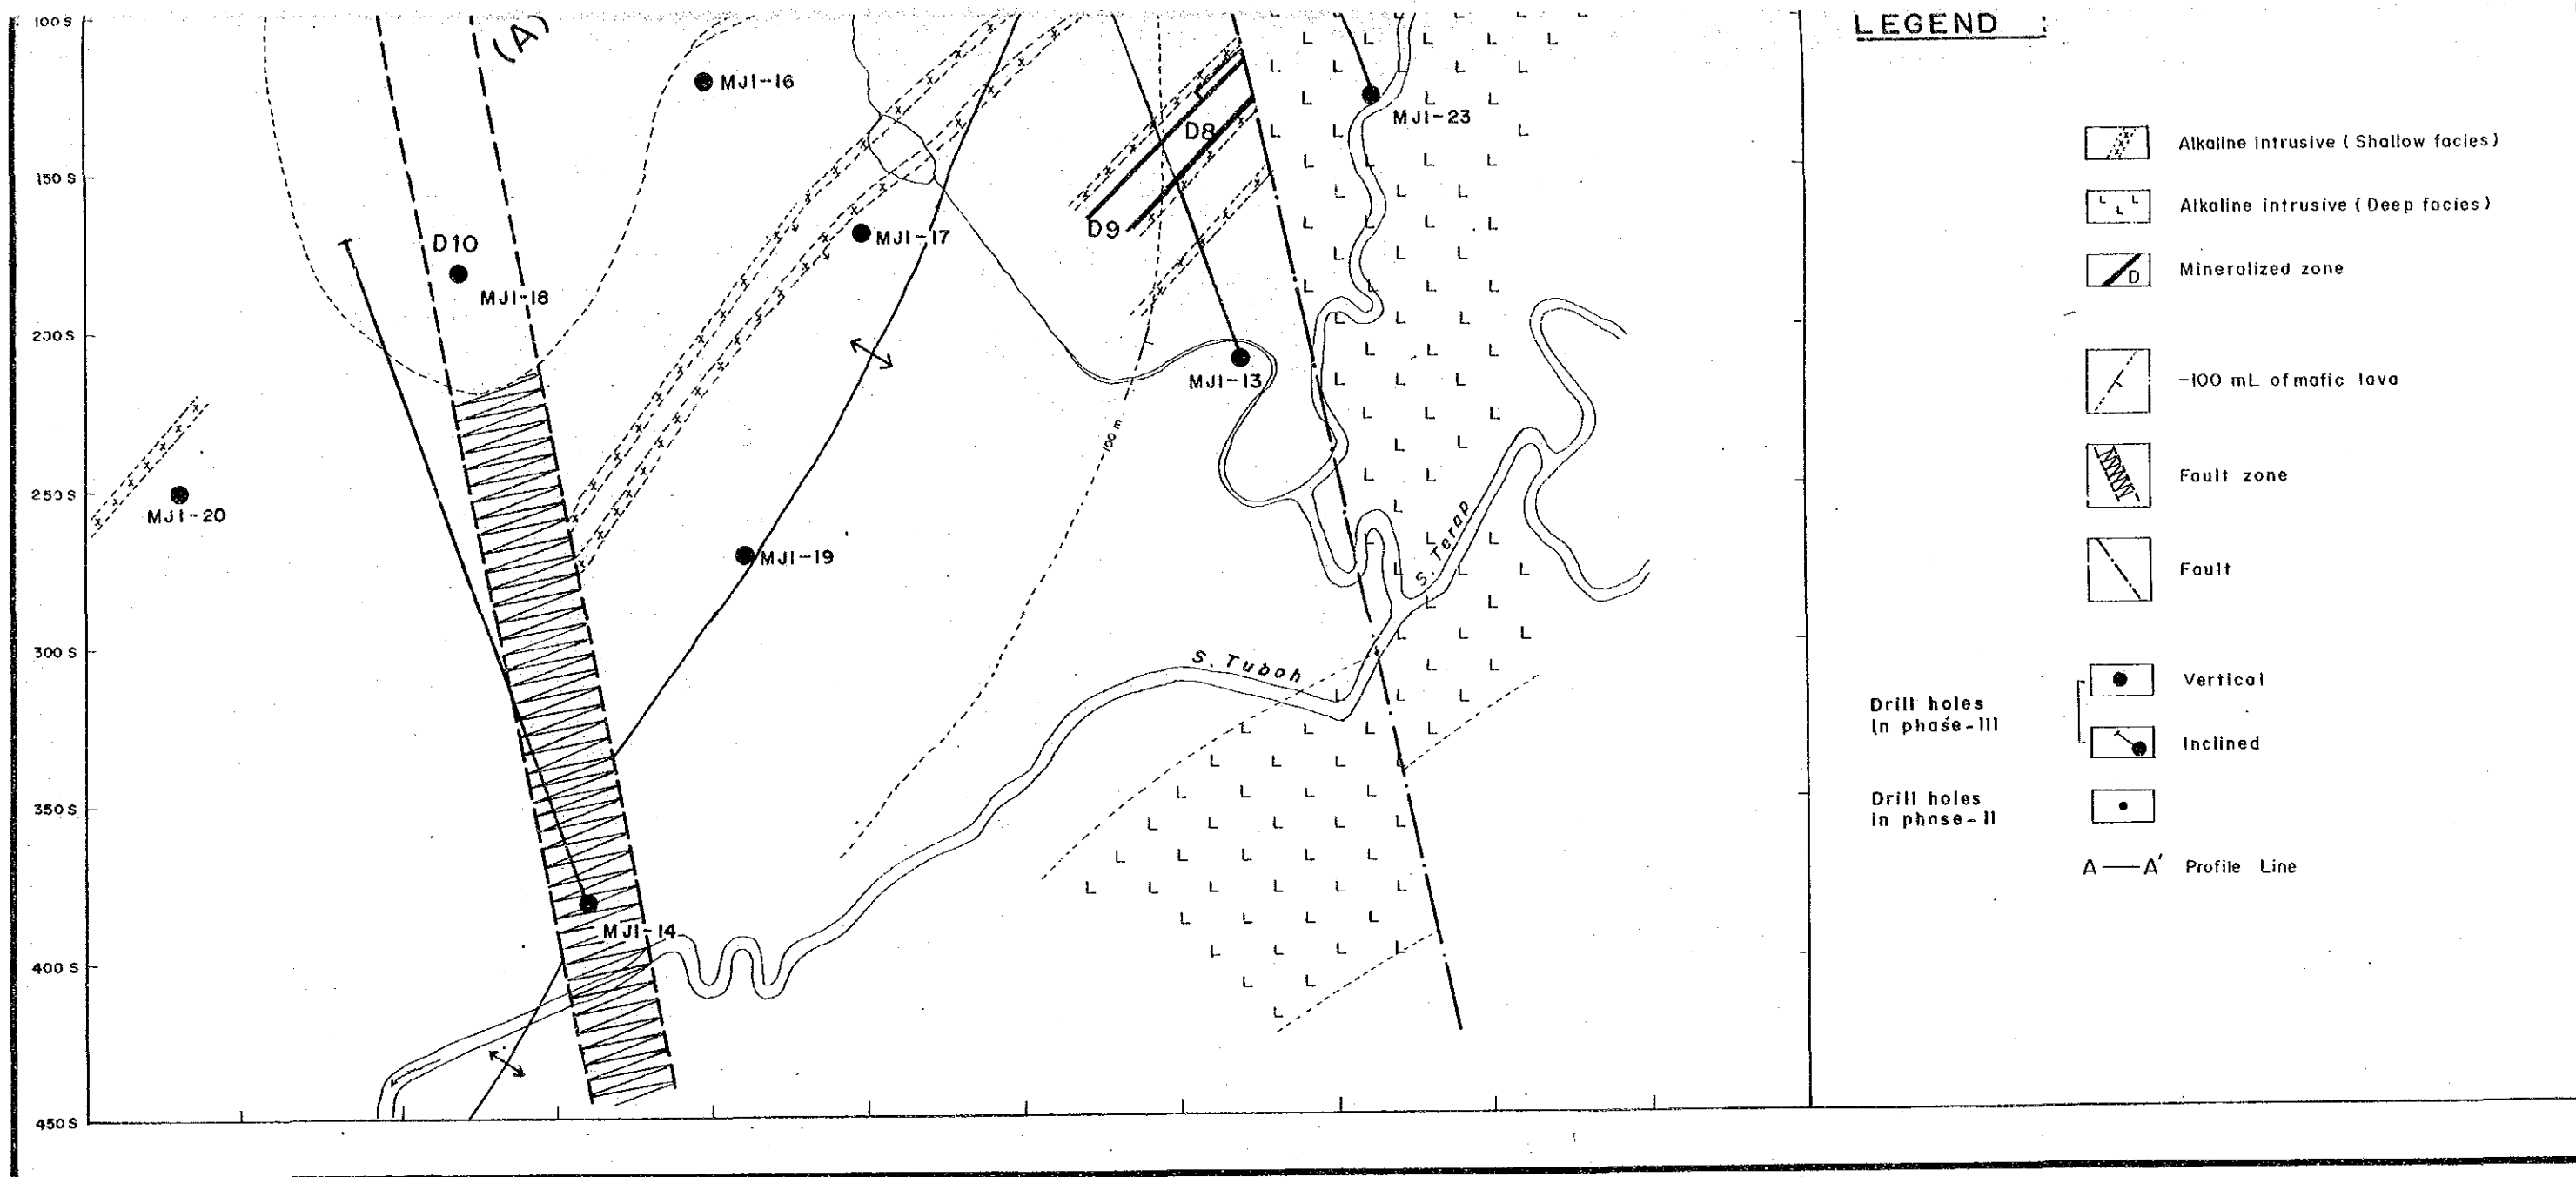 100 S
(A)
MJI-16
MJI-23
D8
150 S
D9
MJI-17
D10
MJI-18
200 S
MJI-13
100 m
250 S
MJI-20
MJI-19
S. Terap
300 S
S. Tuboh
350 S
MJI-14
400 S
450 S
LEGEND :
Alkaline intrusive ( Shallow facies )
Alkaline intrusive ( Deep facies )
D
Mineralized zone
-100 mL of mafic lava
Fault zone
Fault
Drill holes
in phase-III
Vertical
Inclined
Drill holes
in phase-II
A — A' Profile Line